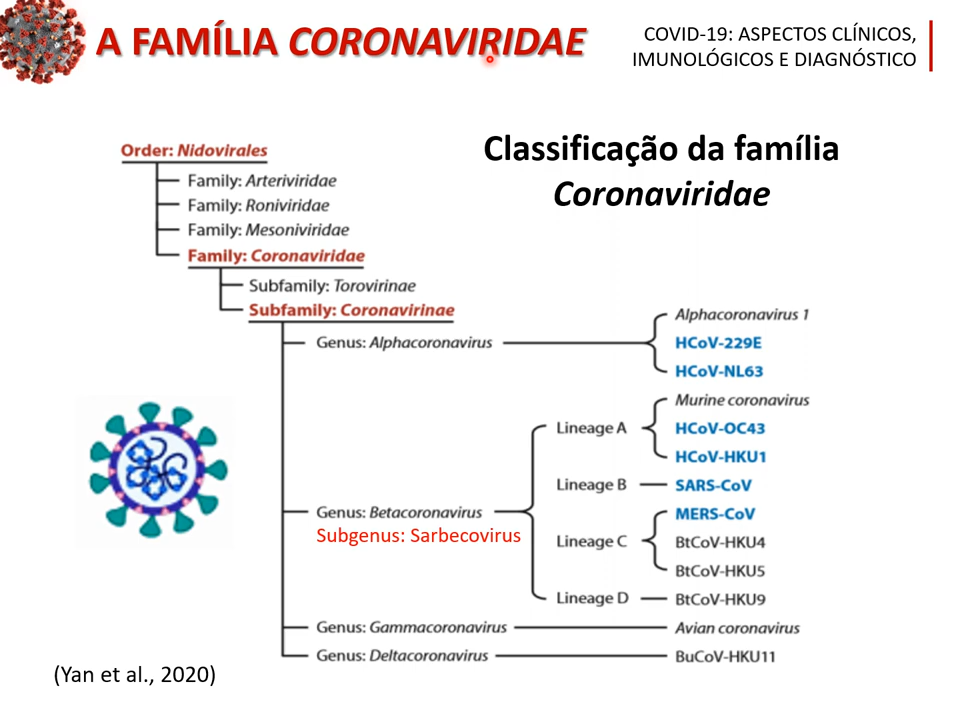 A FAMÍLIA CORONAVIRIDAE
COVID-19: ASPECTOS CLÍNICOS,
IMUNOLÓGICOS E DIAGNÓSTICO
Classificação da família
Coronaviridae
Order: Nidovirales
Family: Arteriviridae
Family: Roniviridae
Family: Mesoniviridae
Family: Coronaviridae
Subfamily: Torovirinae
Subfamily: Coronavirinae
Genus: Alphacoronavirus
Alphacoronavirus 1
HCoV-229E
HCoV-NL63
Genus: Betacoronavirus
Subgenus: Sarbecovirus
Lineage A
Murine coronavirus
HCoV-OC43
HCoV-HKU1
Lineage B
SARS-CoV
Lineage C
MERS-CoV
BtCoV-HKU4
BtCoV-HKU5
Lineage D
BtCoV-HKU9
Genus: Gammacoronavirus
Avian coronavirus
Genus: Deltacoronavirus
BuCoV-HKU11
(Yan et al., 2020)